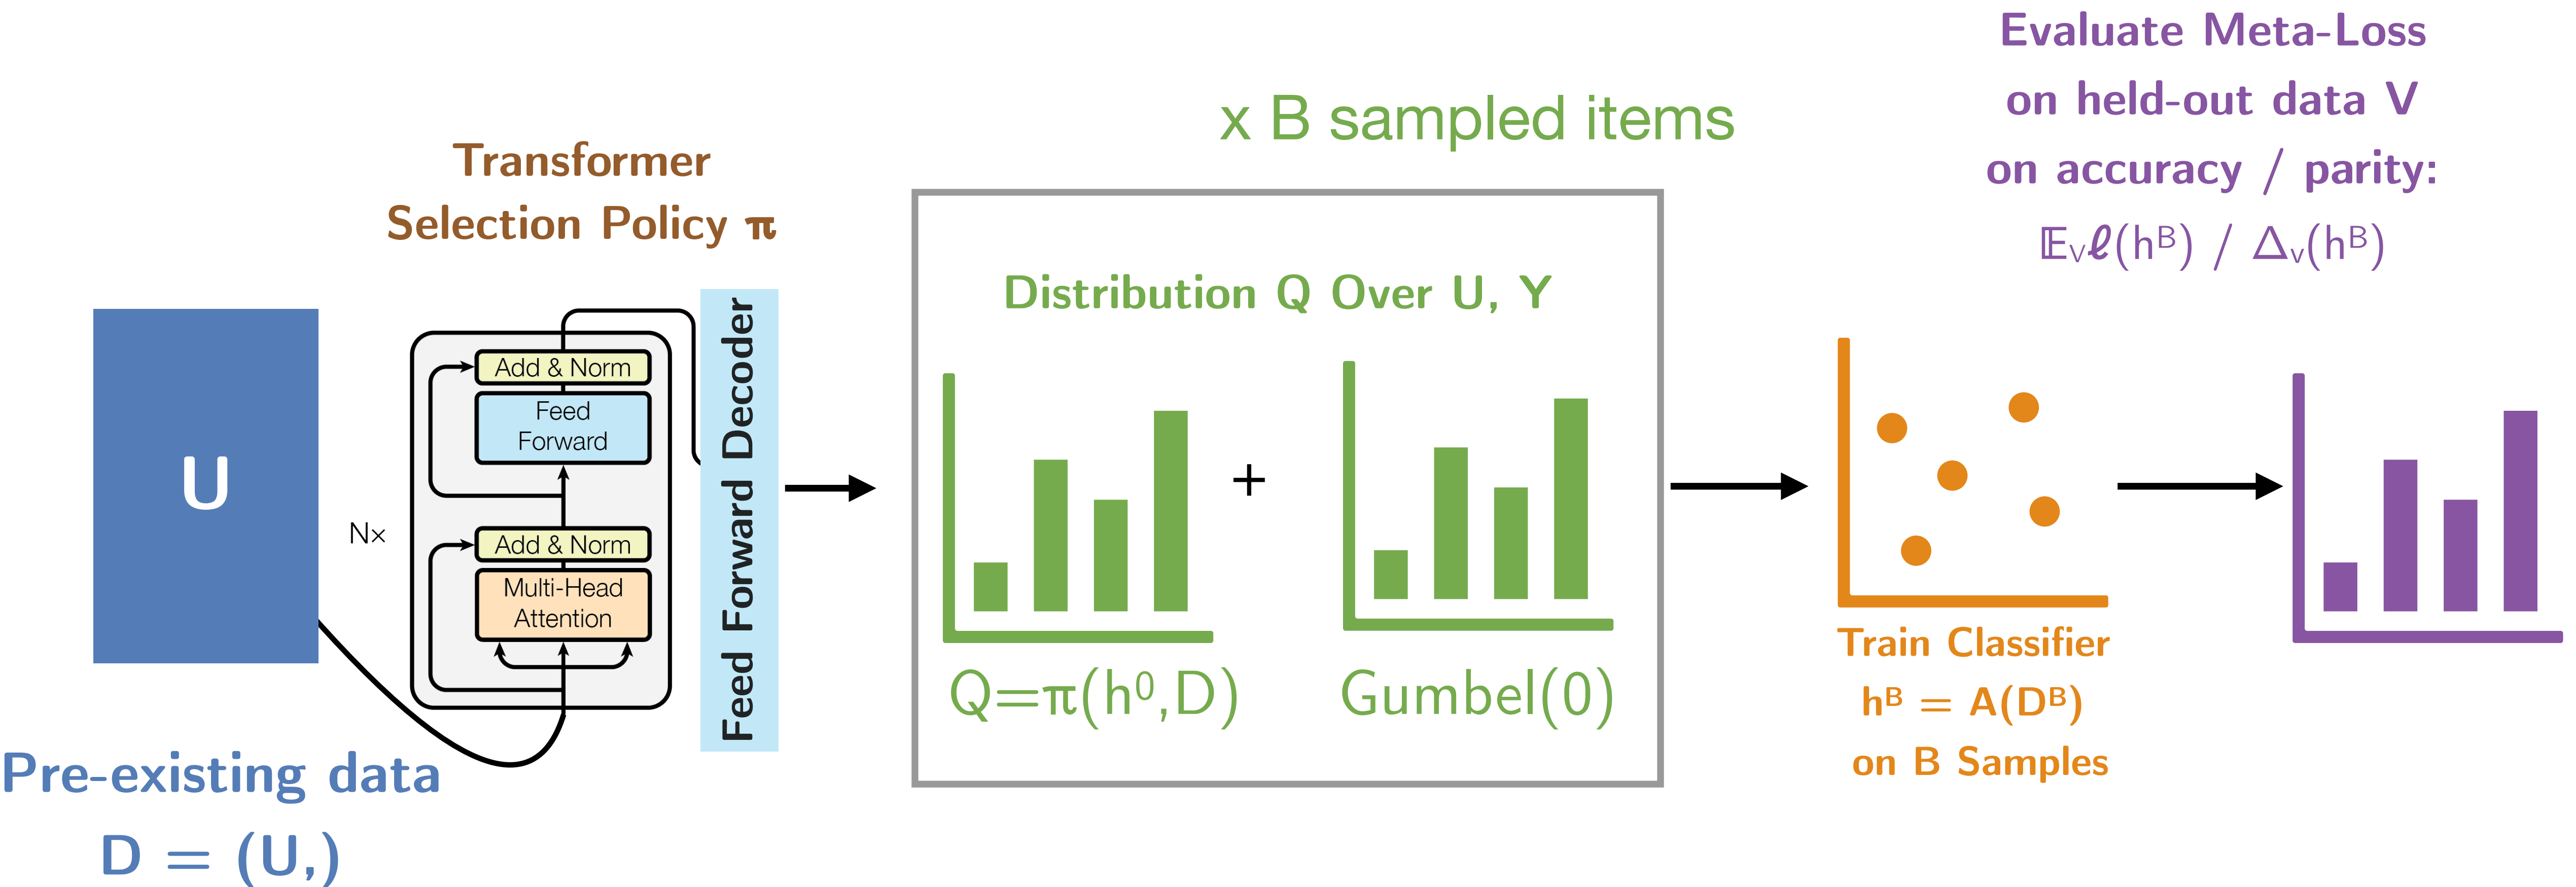 U
Pre-existing data
D = (U,)
Transformer
Selection Policy π
N×
Add & Norm
Feed
Forward
Add & Norm
Multi-Head
Attention
Feed Forward Decoder
x B sampled items
Distribution Q Over U, Y
+
Q=π(h⁰,D)
Gumbel(0)
Train Classifier
hᴮ = A(Dᴮ)
on B Samples
Evaluate Meta-Loss
on held-out data V
on accuracy / parity:
𝔼ᵥℓ(hᴮ) / Δᵥ(hᴮ)